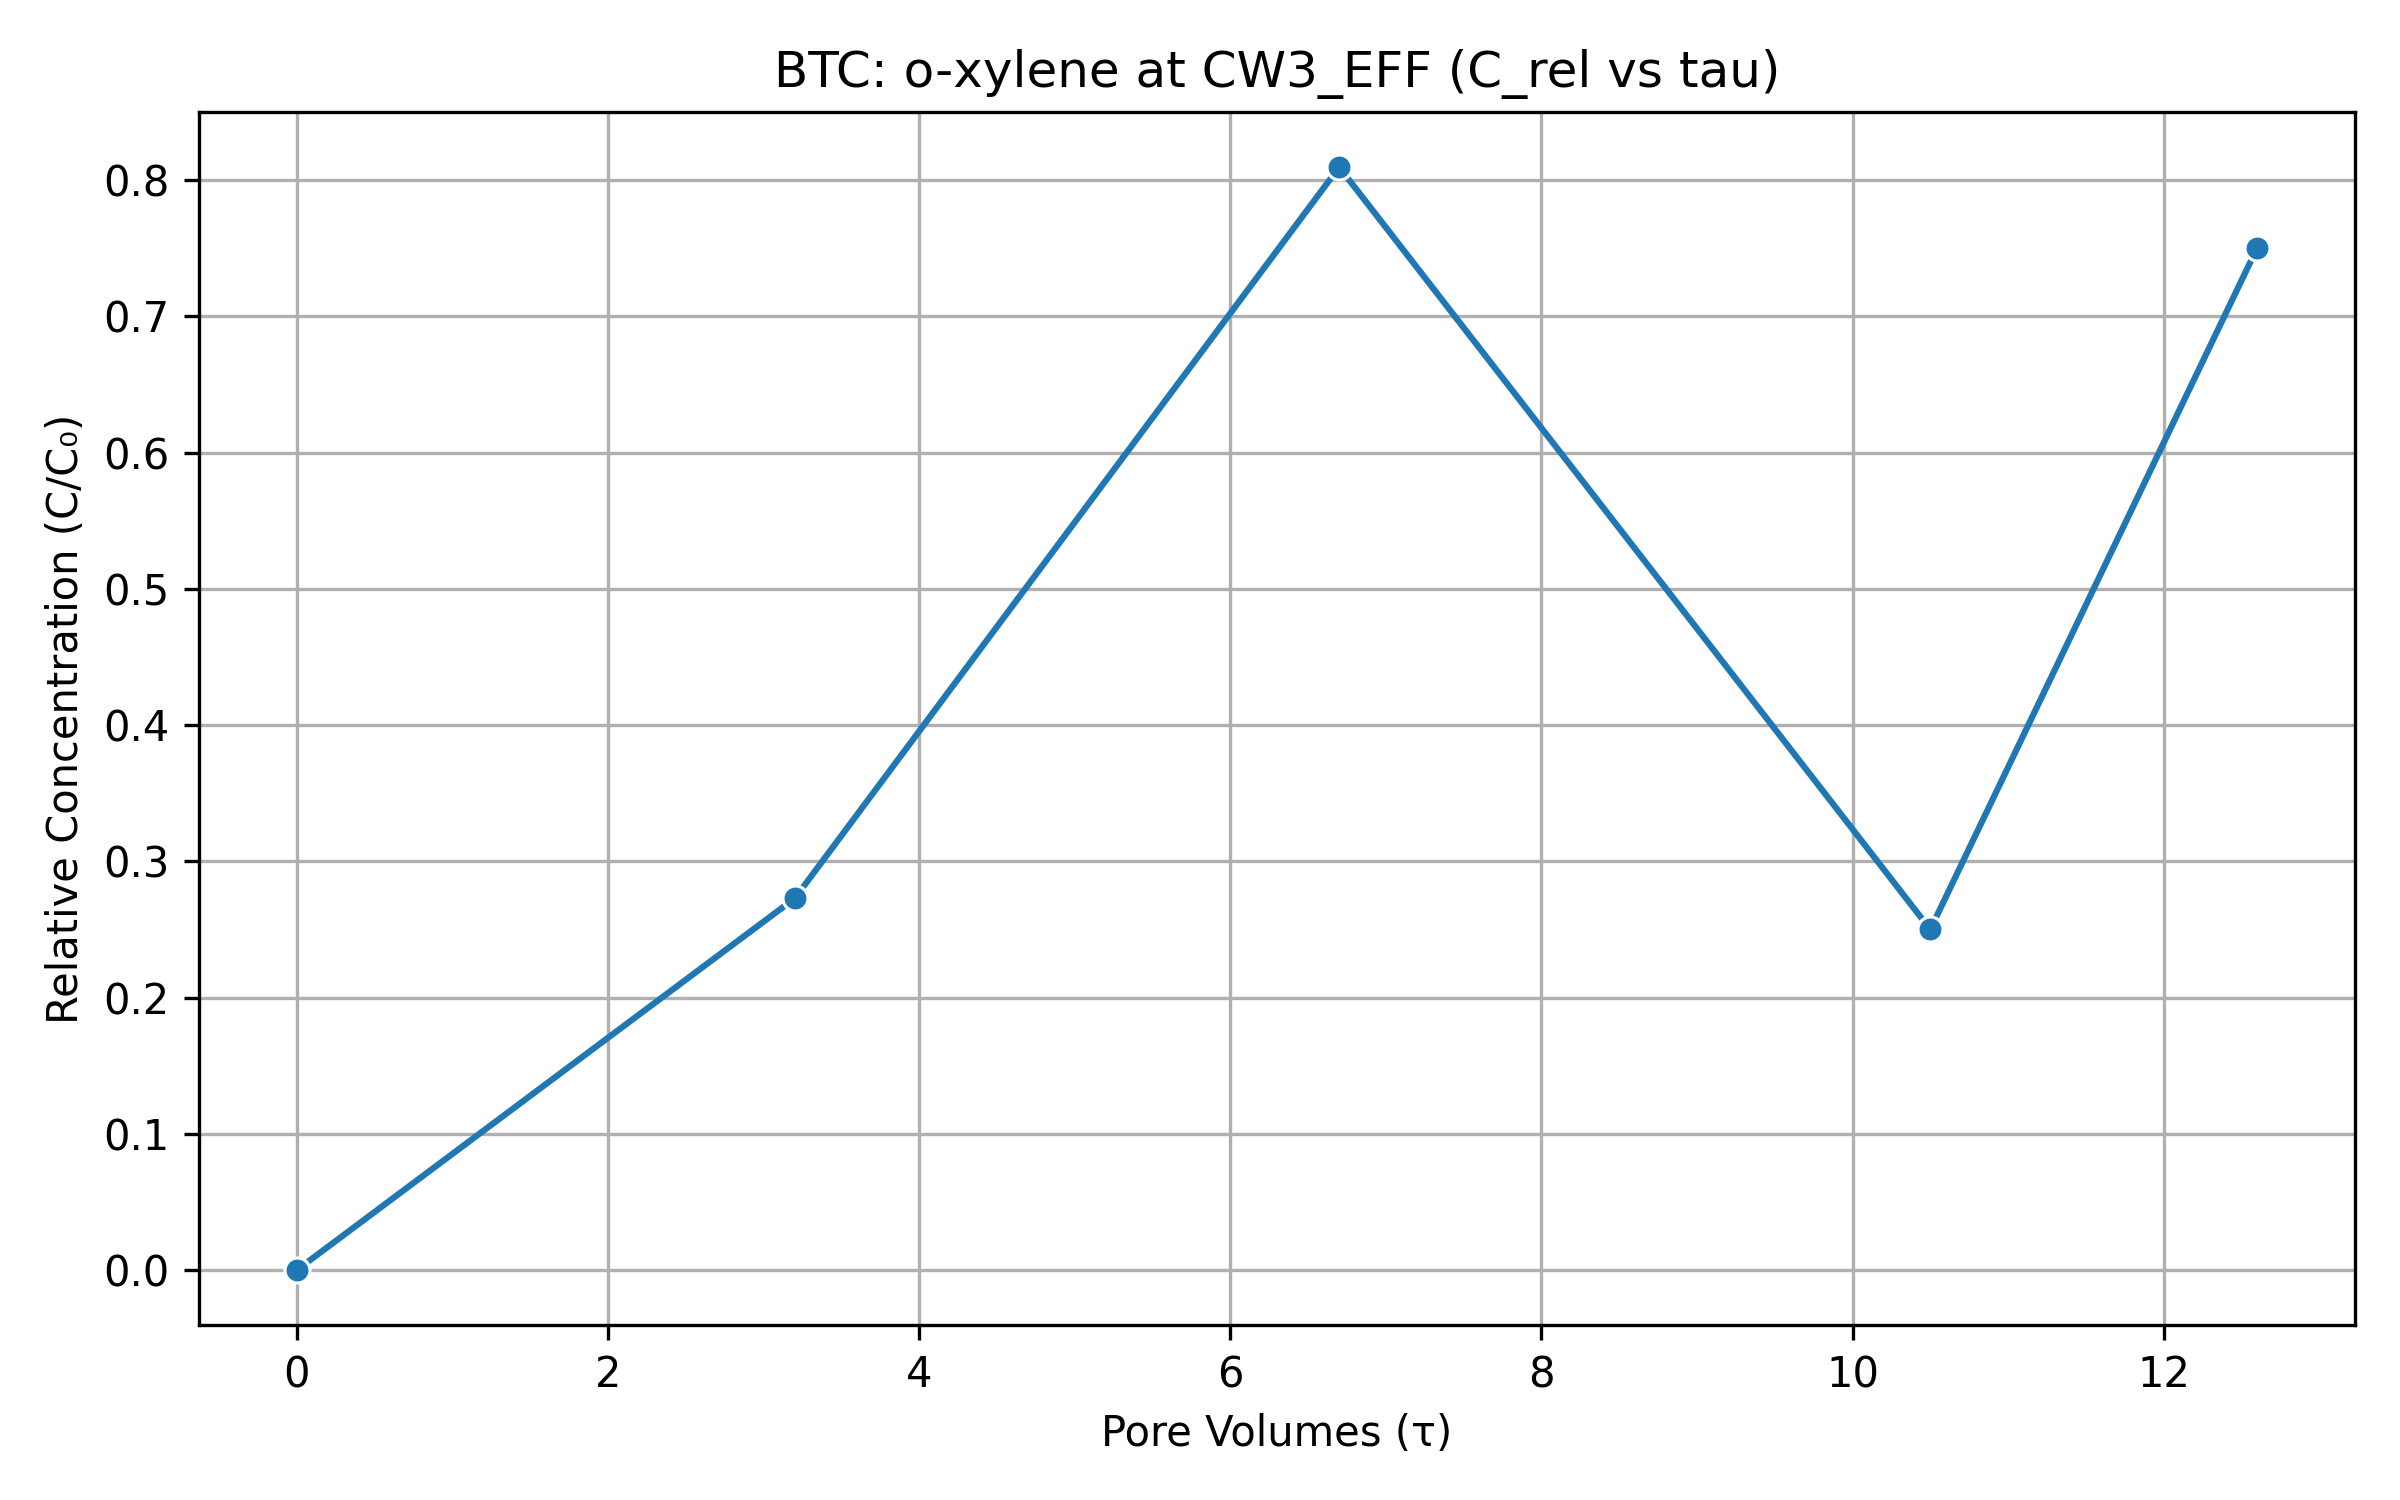 BTC: o-xylene at CW3_EFF (C_rel vs tau)
Relative Concentration (C/C₀)
0.8
0.7
0.6
0.5
0.4
0.3
0.2
0.1
0.0
0 2 4 6 8 10 12
Pore Volumes (τ)